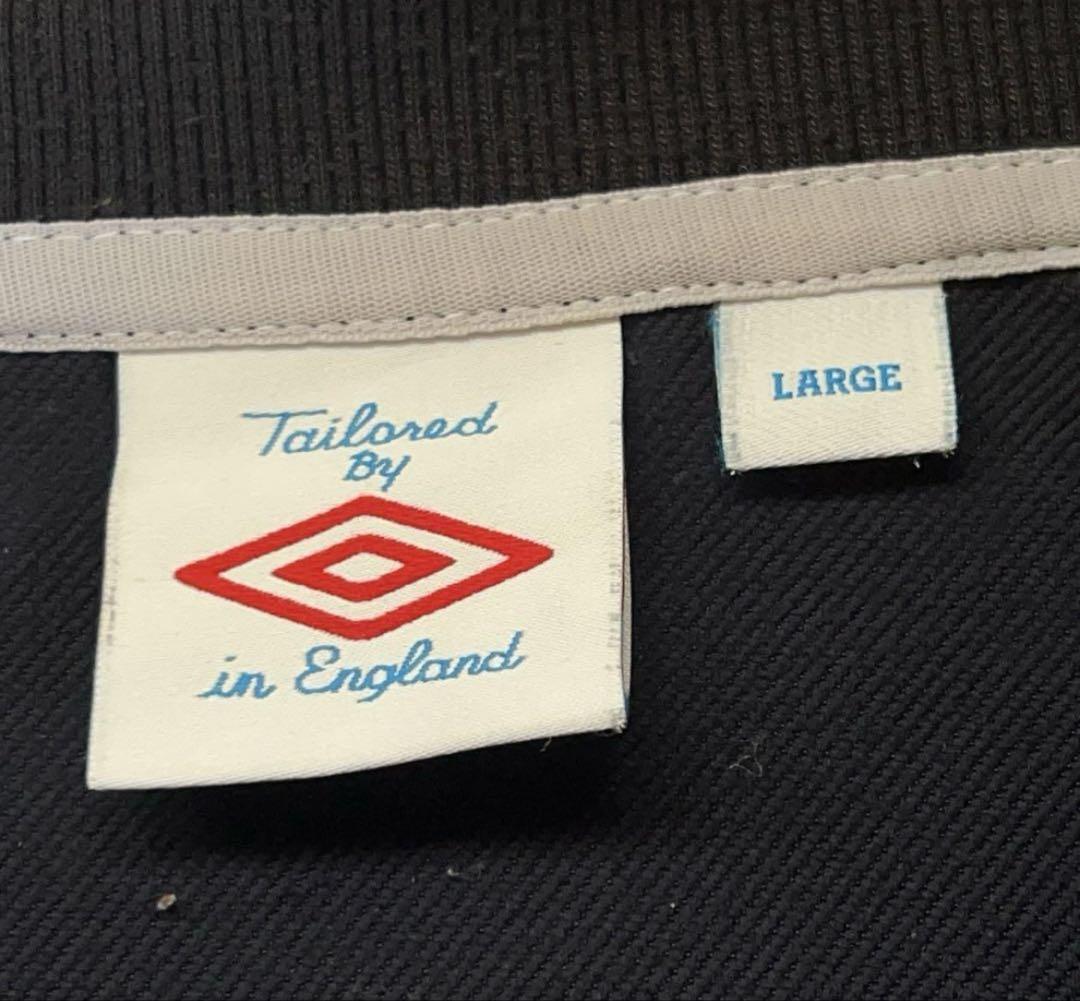 Tailored
By
in England
LARGE